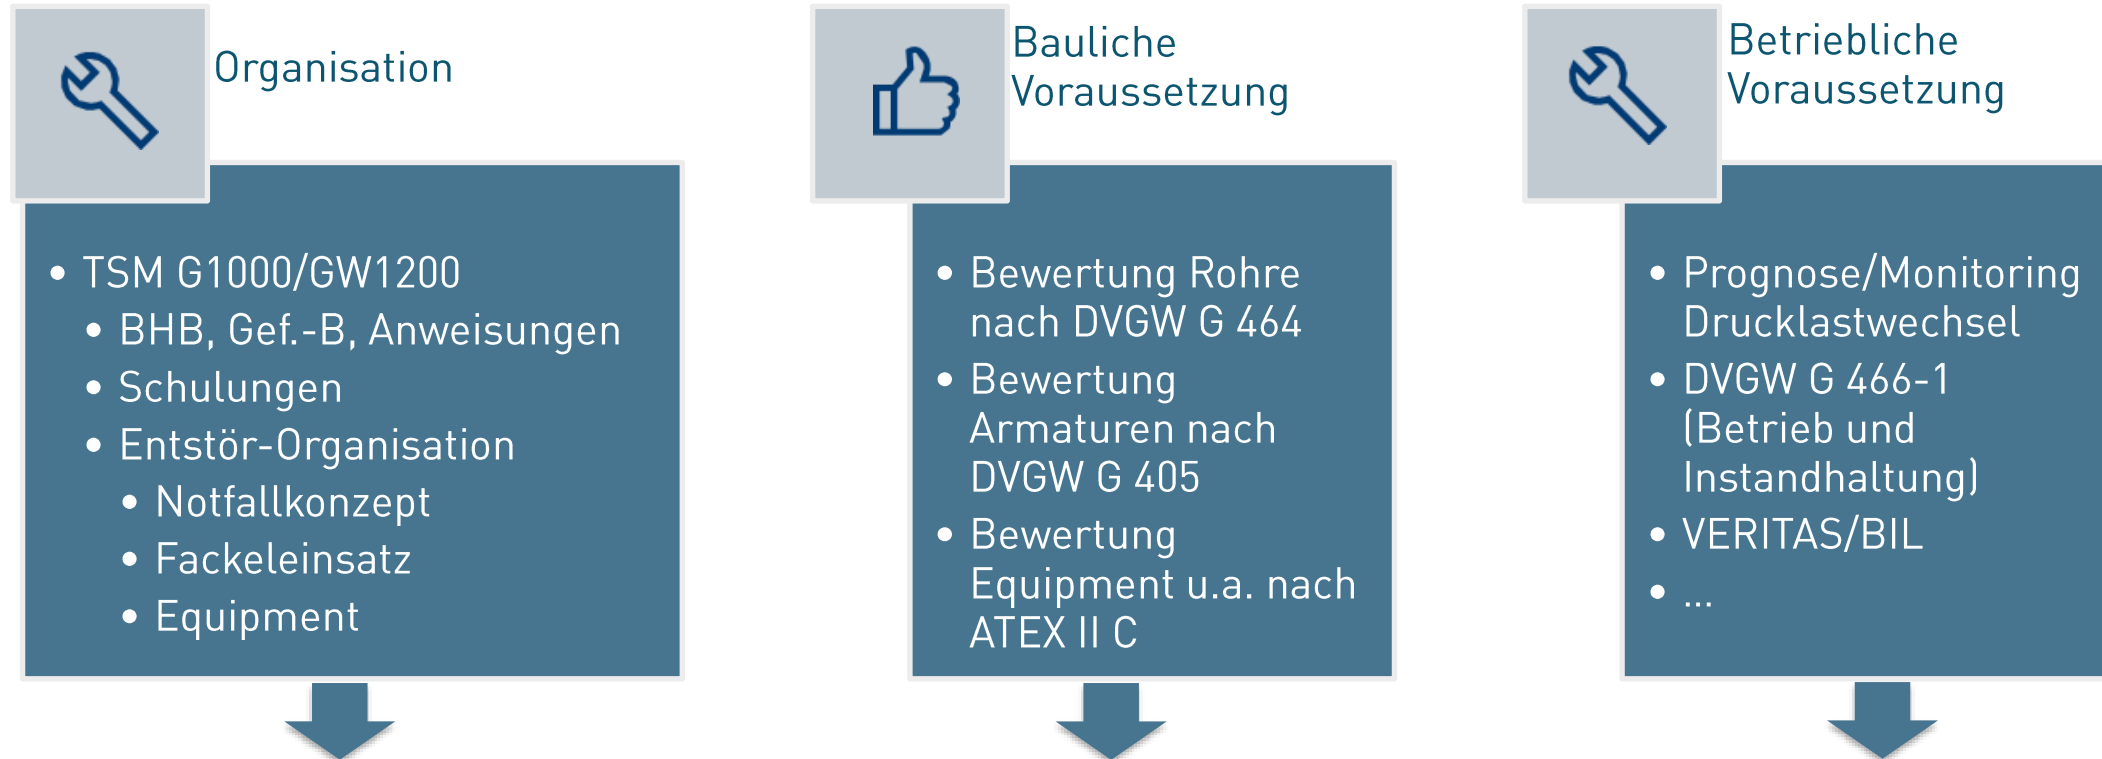 Organisation
• TSM G1000/GW1200
• BHB, Gef.-B, Anweisungen
• Schulungen
• Entstör-Organisation
• Notfallkonzept
• Fackeleinsatz
• Equipment
Bauliche
Voraussetzung
• Bewertung Rohre
nach DVGW G 464
• Bewertung
Armaturen nach
DVGW G 405
• Bewertung
Equipment u.a. nach
ATEX II C
Betriebliche
Voraussetzung
• Prognose/Monitoring
Drucklastwechsel
• DVGW G 466-1
(Betrieb und
Instandhaltung)
• VERITAS/BIL
• ...